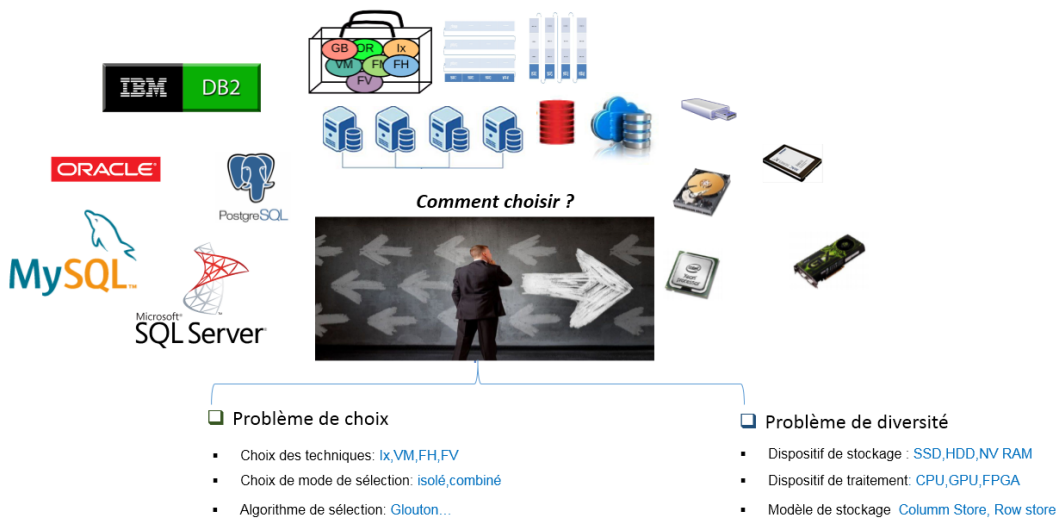 GB
OR
Ix
VM
FM
FH
FV
IBM DB2
ORACLE
PostgreSQL
MySQL™
Microsoft®
SQL Server
Comment choisir ?
Problème de choix
Choix des techniques: Ix,VM,FH,FV
Choix de mode de sélection: isolé,combiné
Algorithme de sélection: Glouton…
Problème de diversité
Dispositif de stockage : SSD,HDD,NV RAM
Dispositif de traitement: CPU,GPU,FPGA
Modèle de stockage Columm Store, Row store